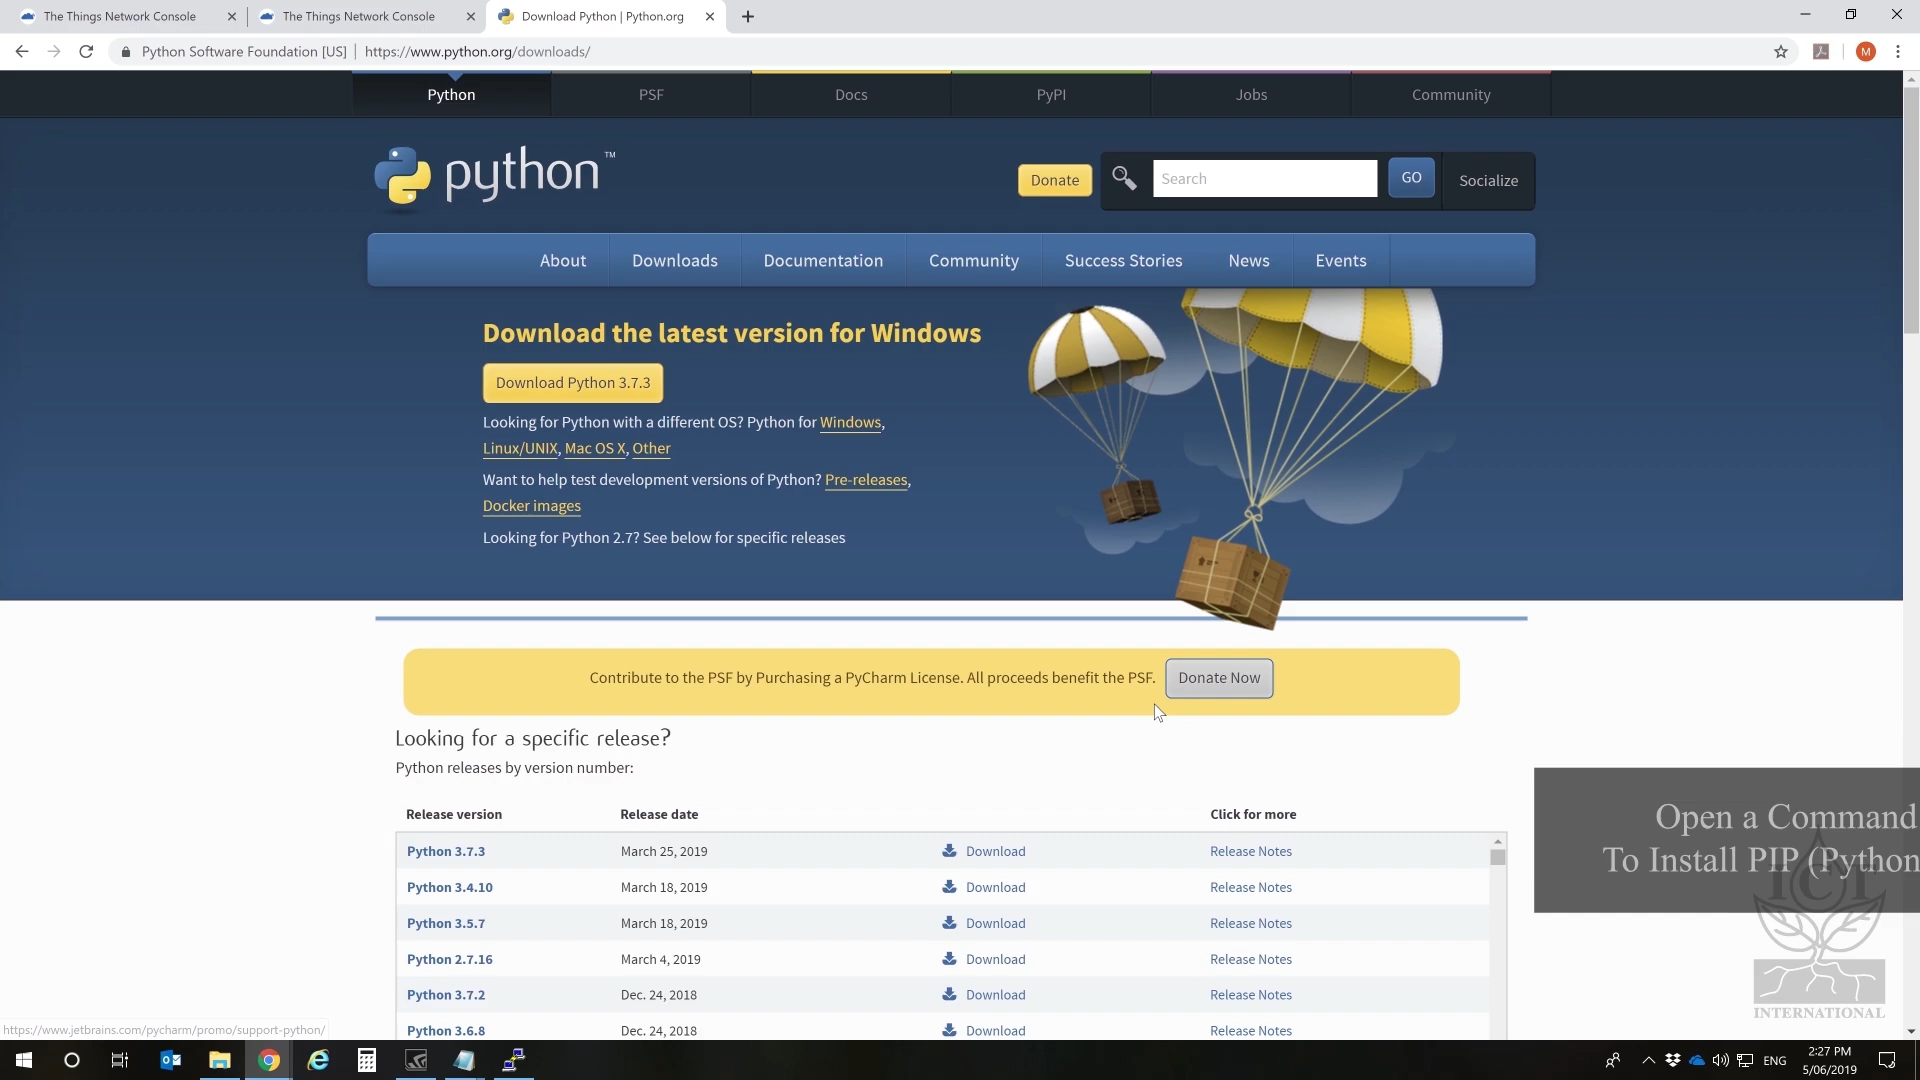 The Things Network Console
The Things Network Console
Download Python | Python.org
Python Software Foundation [US] | https://www.python.org/downloads/
M
Python
PSF
Docs
PyPI
Jobs
Community
python™
Donate
Search
GO
Socialize
About
Downloads
Documentation
Community
Success Stories
News
Events
Download the latest version for Windows
Download Python 3.7.3
Looking for Python with a different OS? Python for Windows,
Linux/UNIX, Mac OS X, Other
Want to help test development versions of Python? Pre-releases,
Docker images
Looking for Python 2.7? See below for specific releases
Contribute to the PSF by Purchasing a PyCharm License. All proceeds benefit the PSF.
Donate Now
Looking for a specific release?
Python releases by version number:
Release version Release date Click for more
Python 3.7.3 March 25, 2019 Download Release Notes
Python 3.4.10 March 18, 2019 Download Release Notes
Python 3.5.7 March 18, 2019 Download Release Notes
Python 2.7.16 March 4, 2019 Download Release Notes
Python 3.7.2 Dec. 24, 2018 Download Release Notes
Python 3.6.8 Dec. 24, 2018 Download Release Notes
Open a Command
To Install PIP (Python
ICL
INTERNATIONAL
https://www.jetbrains.com/pycharm/promo/support-python/
ENG
2:27 PM
5/06/2019